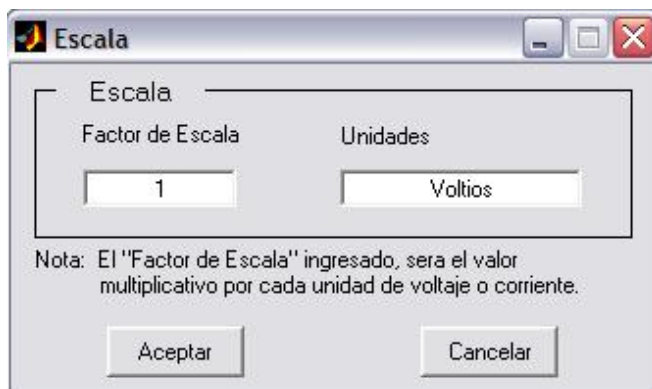 Escala
Escala
Factor de Escala Unidades
1 Voltios
Nota: El "Factor de Escala" ingresado, sera el valor
multiplicativo por cada unidad de voltaje o corriente.
Aceptar Cancelar